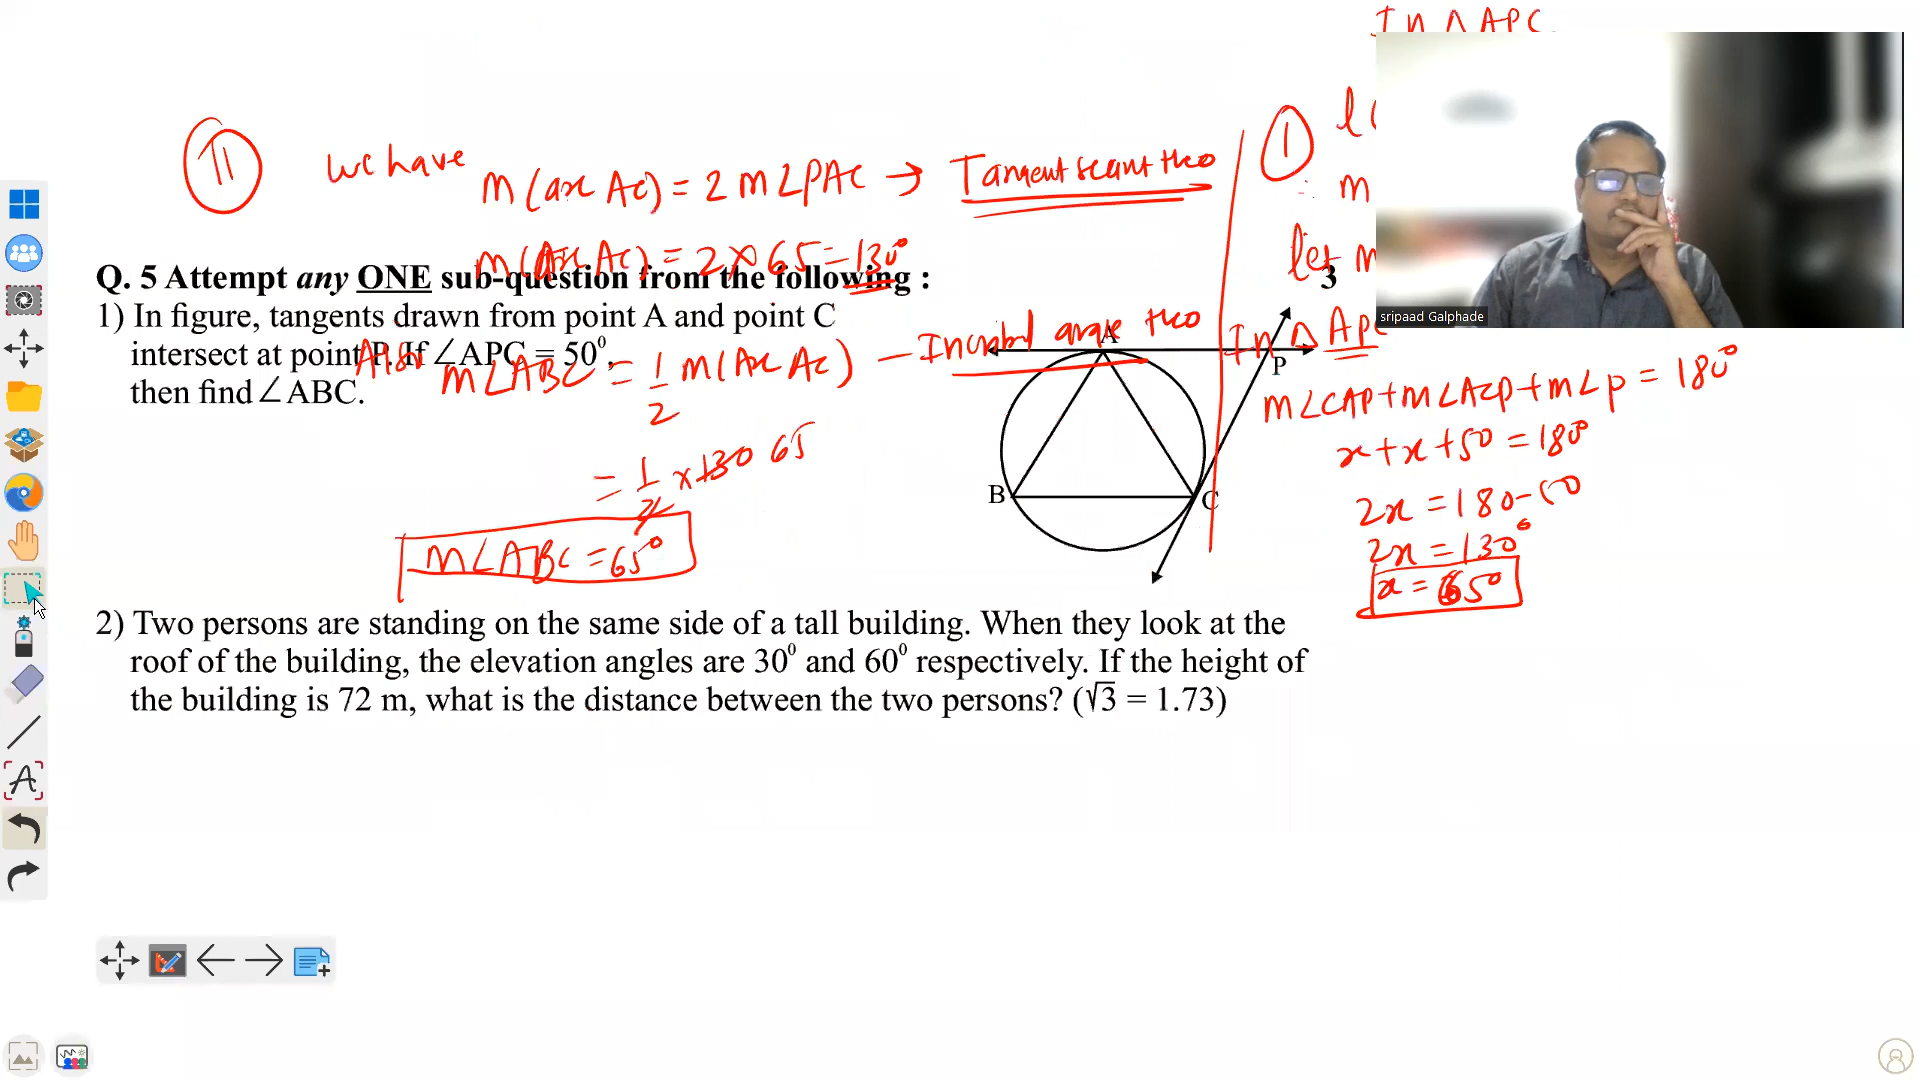 In △ APC
II we have m(arc AC) = 2 m∠PAC → Tangent secant theo
m(Arc AC) = 2 × 65 = 130°
Q. 5 Attempt any ONE sub-question from the following : 3
1) In figure, tangents drawn from point A and point C
intersect at point P. If ∠APC = 50⁰,
then find ∠ABC.
Also m∠ABC = 1/2 m(Arc AC) – Inscribed angle theo
= 1/2 × 130 65
m∠ABC = 65°
A
P
B
C
I
m
let m
In △ APC
m∠CAP + m∠ACP + m∠P = 180°
x + x + 50 = 180°
2x = 180 - 50
2x = 130°
x = 65°
sripaad Galphade
2) Two persons are standing on the same side of a tall building. When they look at the
roof of the building, the elevation angles are 30⁰ and 60⁰ respectively. If the height of
the building is 72 m, what is the distance between the two persons? (√3 = 1.73)